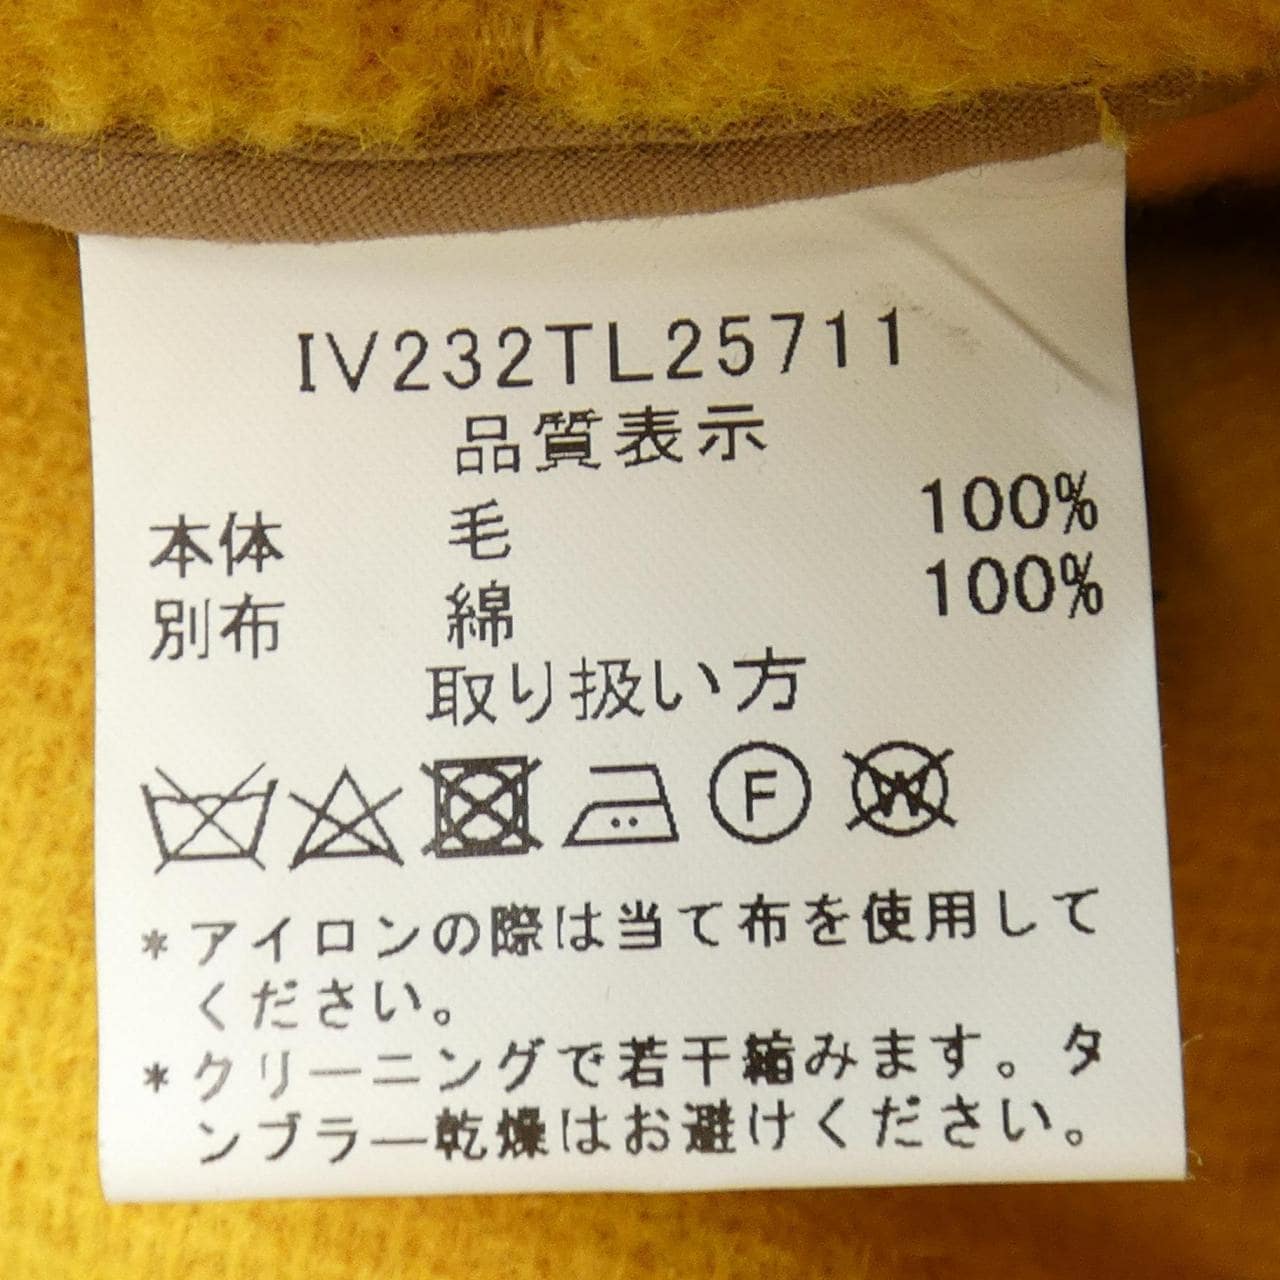 IV232TL25711
品質表示
本体 毛 100%
別布 綿 100%
取り扱い方
F W
*アイロンの際は当て布を使用して
ください。
*クリーニングで若干縮みます。タ
ンブラー乾燥はお避けください。